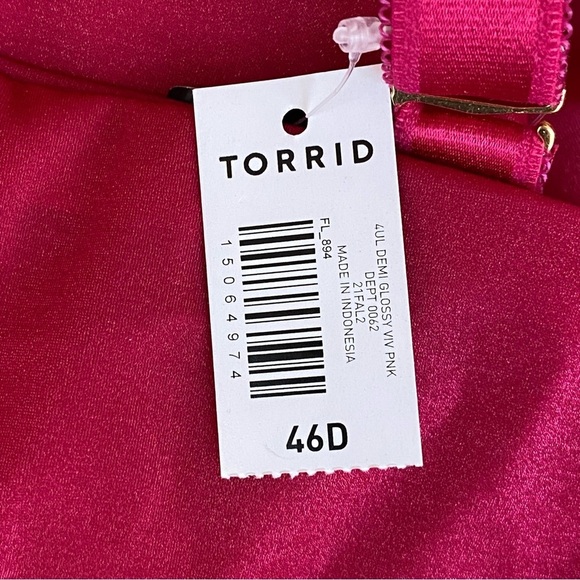 TORRID
4UL DEMI GLOSSY VIV PNK
DEPT 0062
21FAL2
MADE IN INDONESIA
FL_894
15064974
46D